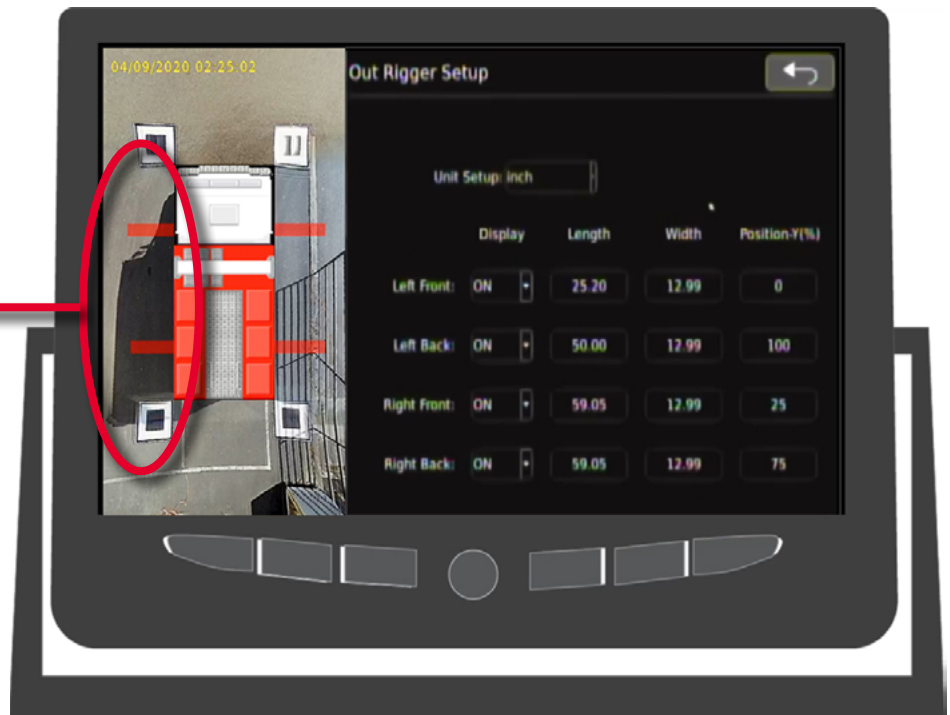 04/09/2020 02:25:02
Out Rigger Setup
Unit Setup: inch
Display Length Width Position-Y(%)
Left Front: ON 25.20 12.99 0
Left Back: ON 50.00 12.99 100
Right Front: ON 59.05 12.99 25
Right Back: ON 59.05 12.99 75